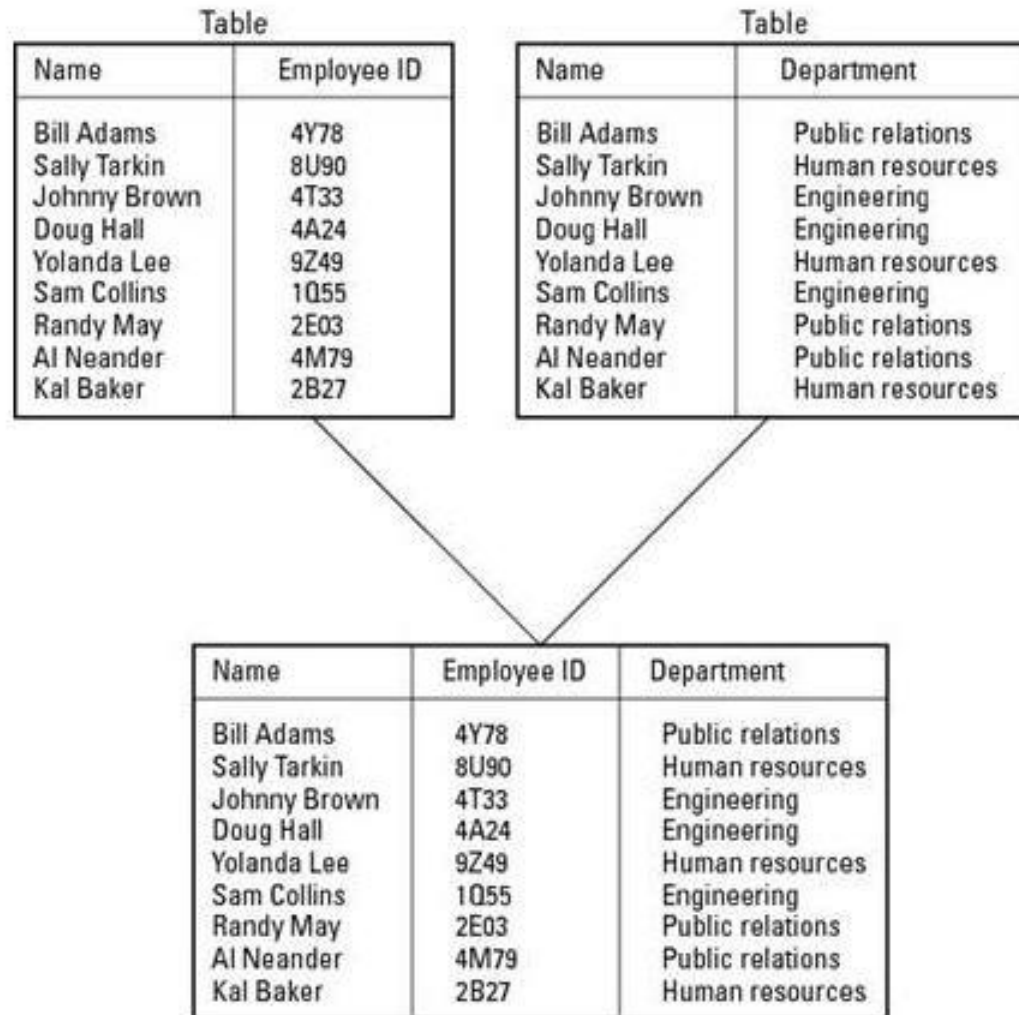 Table
Name Employee ID
Bill Adams 4Y78
Sally Tarkin 8U90
Johnny Brown 4T33
Doug Hall 4A24
Yolanda Lee 9Z49
Sam Collins 1Q55
Randy May 2E03
Al Neander 4M79
Kal Baker 2B27
Table
Name Department
Bill Adams Public relations
Sally Tarkin Human resources
Johnny Brown Engineering
Doug Hall Engineering
Yolanda Lee Human resources
Sam Collins Engineering
Randy May Public relations
Al Neander Public relations
Kal Baker Human resources
Name Employee ID Department
Bill Adams 4Y78 Public relations
Sally Tarkin 8U90 Human resources
Johnny Brown 4T33 Engineering
Doug Hall 4A24 Engineering
Yolanda Lee 9Z49 Human resources
Sam Collins 1Q55 Engineering
Randy May 2E03 Public relations
Al Neander 4M79 Public relations
Kal Baker 2B27 Human resources